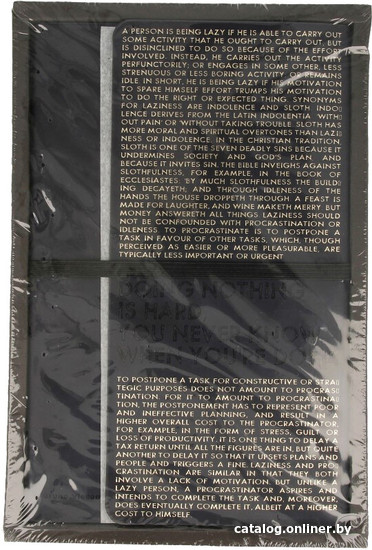 A PERSON IS BEING LAZY IF HE IS ABLE TO CARRY OUT
SOME ACTIVITY THAT HE OUGHT TO CARRY OUT, BUT
IS DISINCLINED TO DO SO BECAUSE OF THE EFFORT
INVOLVED. INSTEAD, HE CARRIES OUT THE ACTIVITY
PERFUNCTORILY; OR ENGAGES IN SOME OTHER, LESS
STRENUOUS OR LESS BORING ACTIVITY; OR REMAINS
IDLE. IN SHORT, HE IS BEING LAZY IF HIS MOTIVATION
TO SPARE HIMSELF EFFORT TRUMPS HIS MOTIVATION
TO DO THE RIGHT OR EXPECTED THING. SYNONYMS
FOR LAZINESS ARE INDOLENCE AND SLOTH. INDO
LENCE DERIVES FROM THE LATIN INDOLENTIA 'WITH
OUT PAIN' OR 'WITHOUT TAKING TROUBLE'. SLOTH HAS
MORE MORAL AND SPIRITUAL OVERTONES THAN LAZI
NESS OR INDOLENCE. IN THE CHRISTIAN TRADITION,
SLOTH IS ONE OF THE SEVEN DEADLY SINS BECAUSE IT
UNDERMINES SOCIETY AND GOD'S PLAN AND
BECAUSE IT INVITES SIN. THE BIBLE INVEIGHS AGAINST
SLOTHFULNESS, FOR EXAMPLE, IN THE BOOK OF
ECCLESIASTES: 'BY MUCH SLOTHFULNESS THE BUILD
ING DECAYETH; AND THROUGH IDLENESS OF THE
HANDS THE HOUSE DROPPETH THROUGH A FEAST IS
MADE FOR LAUGHTER, AND WINE MAKETH MERRY: BUT
MONEY ANSWERETH ALL THINGS. LAZINESS SHOULD
NOT BE CONFOUNDED WITH PROCRASTINATION OR
IDLENESS. TO PROCRASTINATE IS TO POSTPONE A
TASK IN FAVOUR OF OTHER TASKS, WHICH, THOUGH
PERCEIVED AS EASIER OR MORE PLEASURABLE, ARE
TYPICALLY LESS IMPORTANT OR URGENT
DOING NOTHING
YOU NEVER KNOW
WHEN YOU'RE DONE
TO POSTPONE A TASK FOR CONSTRUCTIVE OR STRA
TEGIC PURPOSES DOES NOT AMOUNT TO PROCRAS
TINATION. FOR IT TO AMOUNT TO PROCRASTINA
TION, THE POSTPONEMENT HAS TO REPRESENT POOR
AND INEFFECTIVE PLANNING, AND RESULT IN A
HIGHER OVERALL COST TO THE PROCRASTINATOR,
FOR EXAMPLE, IN THE FORM OF STRESS, GUILT, OR
LOSS OF PRODUCTIVITY. IT IS ONE THING TO DELAY A
TAX RETURN UNTIL ALL THE FIGURES ARE IN, BUT QUITE
ANOTHER TO DELAY IT SO THAT IT UPSETS PLANS AND
PEOPLE AND TRIGGERS A FINE. LAZINESS AND PRO
CRASTINATION ARE SIMILAR IN THAT THEY BOTH
INVOLVE A LACK OF MOTIVATION. BUT, UNLIKE A
LAZY PERSON, A PROCRASTINATOR ASPIRES AND
INTENDS TO COMPLETE THE TASK AND, MOREOVER,
DOES EVENTUALLY COMPLETE IT, ALBEIT AT A HIGHER
COST TO HIMSELF.
catalog.onliner.by